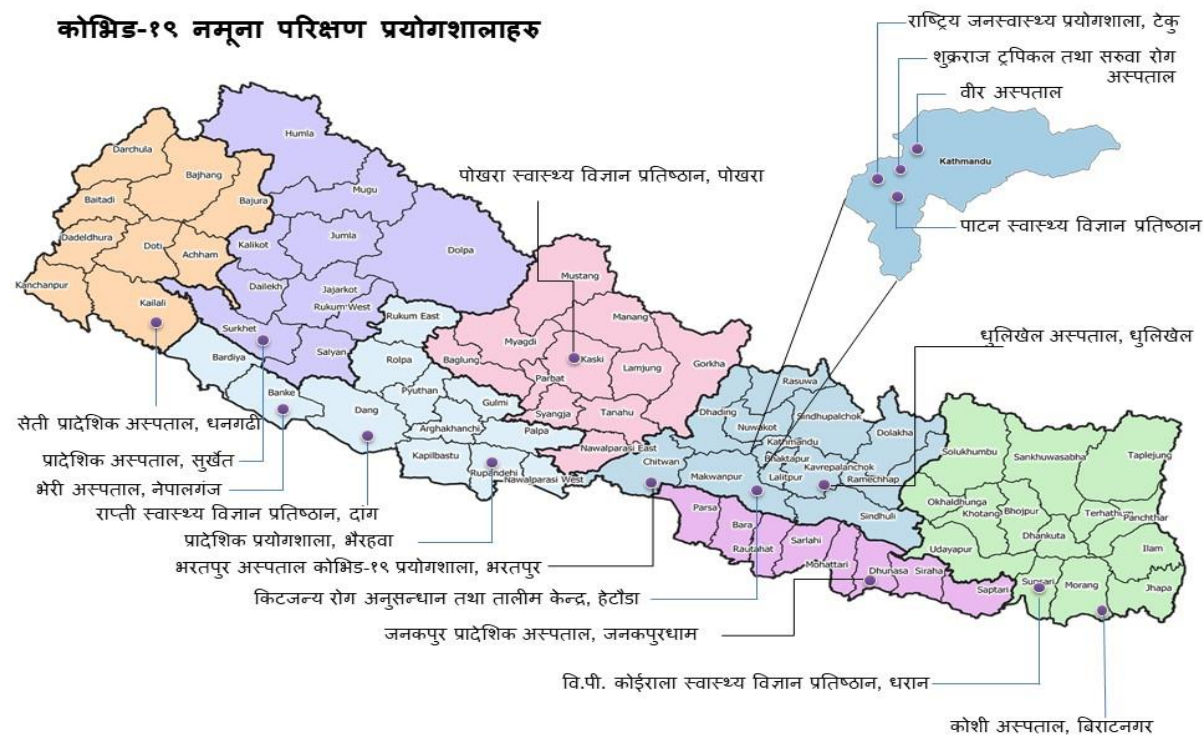 कोभिड-१९ नमूना परिक्षण प्रयोगशालाहरु
राष्ट्रिय जनस्वास्थ्य प्रयोगशाला, टेकु
शुक्रराज ट्रपिकल तथा सरुवा रोग
अस्पताल
वीर अस्पताल
Kathmandu
पाटन स्वास्थ्य विज्ञान प्रतिष्ठान
पोखरा स्वास्थ्य विज्ञान प्रतिष्ठान, पोखरा
धुलिखेल अस्पताल, धुलिखेल
Humla
Darchula
Bajhang
Mugu
Baitadi
Bajura
Jumla
Dadeldhura
Doti
Kalikot
Achham
Dolpa
Kanchanpur
Dailekh
Jajarkot
Kailali
Rukum West
Surkhet
Salyan
Rukum East
Bardiya
Rolpa
Banke
Pyuthan
Dang
Gulmi
Arghakhanchi
Palpa
Kapilbastu
Rupandehi
Nawalparasi West
Mustang
Manang
Myagdi
Gorkha
Baglung
Kaski
Lamjung
Parbat
Syangja
Tanahu
Nawalparasi East
Rasuwa
Dhading
Sindhupalchok
Nuwakot
Dolakha
Kathmandu
Bhaktapur
Chitwan
Kavrepalanchok
Makwanpur
Lalitpur
Ramechhap
Sindhuli
Parsa
Bara
Rautahat
Sarlahi
Mohattari
Dhunasa
Siraha
Saptari
Solukhumbu
Sankhuwasabha
Taplejung
Okhaldhunga
Khotang
Bhojpur
Terhathum
Panchthar
Dhankuta
Udayapur
Ilam
Sunsari
Morang
Jhapa
सेती प्रादेशिक अस्पताल, धनगढी
प्रादेशिक अस्पताल, सुर्खेत
भेरी अस्पताल, नेपालगंज
राप्ती स्वास्थ्य विज्ञान प्रतिष्ठान, दांग
प्रादेशिक प्रयोगशाला, भैरहवा
भरतपुर अस्पताल कोभिड-१९ प्रयोगशाला, भरतपुर
किटजन्य रोग अनुसन्धान तथा तालीम केन्द्र, हेटौडा
जनकपुर प्रादेशिक अस्पताल, जनकपुरधाम
वि.पी. कोईराला स्वास्थ्य विज्ञान प्रतिष्ठान, धरान
कोशी अस्पताल, बिराटनगर